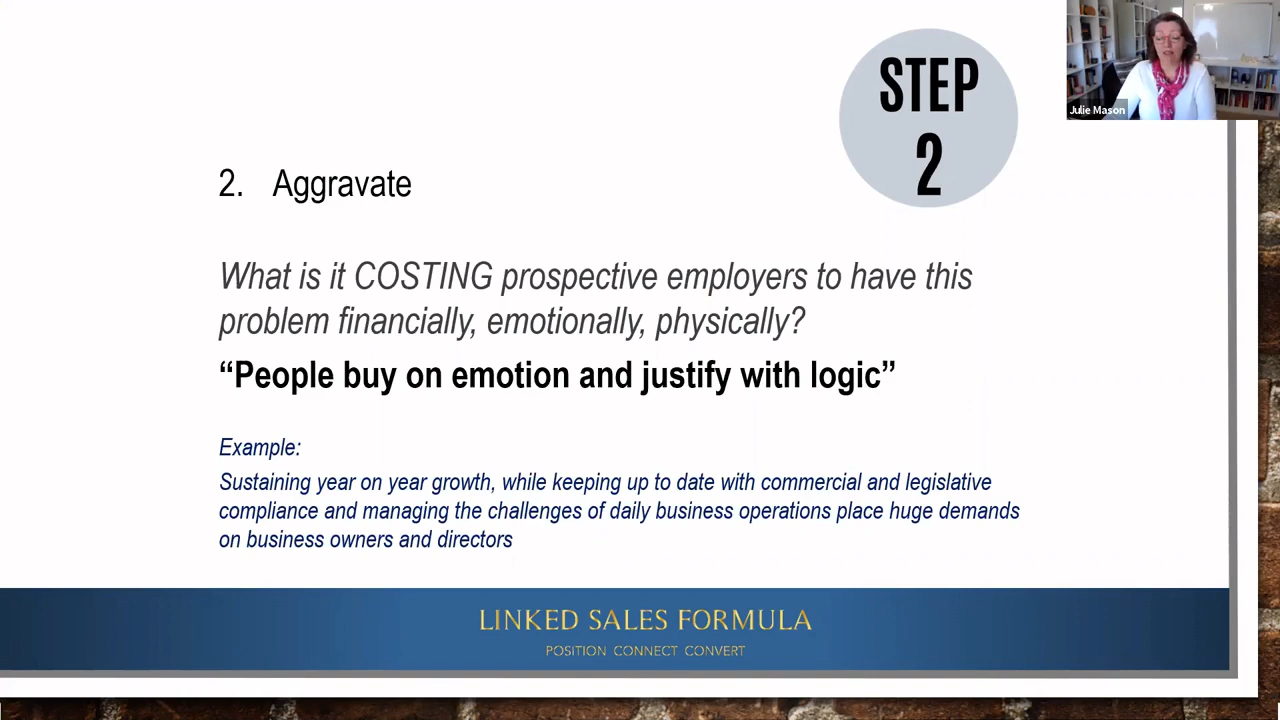 STEP
2
Julie Mason
2. Aggravate
What is it COSTING prospective employers to have this
problem financially, emotionally, physically?
“People buy on emotion and justify with logic”
Example:
Sustaining year on year growth, while keeping up to date with commercial and legislative
compliance and managing the challenges of daily business operations place huge demands
on business owners and directors
LINKED SALES FORMULA
POSITION CONNECT CONVERT